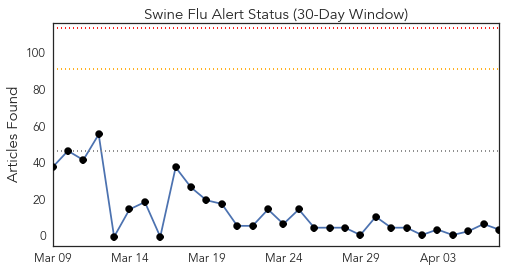 Swine Flu Alert Status (30-Day Window)
Articles Found
100
80
60
40
20
0
Mar 09
Mar 14
Mar 19
Mar 24
Mar 29
Apr 03